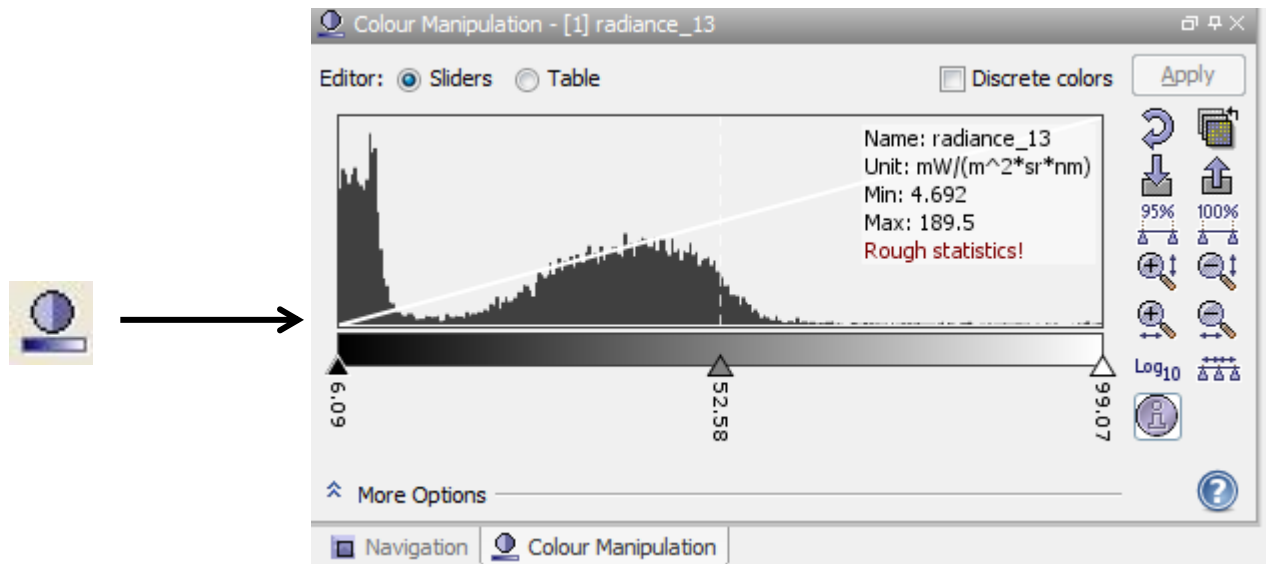 Colour Manipulation - [1] radiance_13
Editor: Sliders Table Discrete colors Apply
Name: radiance_13
Unit: mW/(m^2*sr*nm)
Min: 4.692
Max: 189.5
Rough statistics!
95% 100%
Log10
6.09 52.58 99.07
More Options
Navigation Colour Manipulation